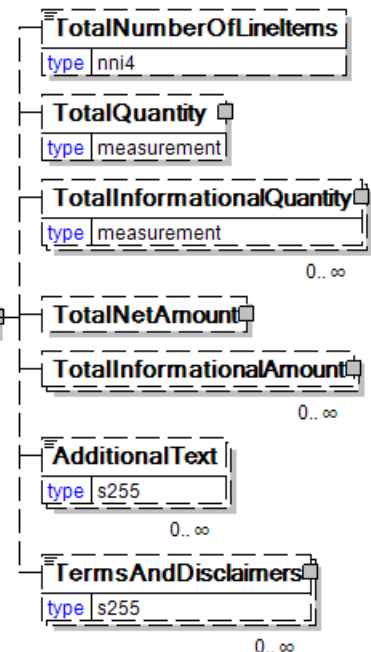 TotalNumberOfLineItems
type nni4
TotalQuantity
type measurement
TotalInformationalQuantity
type measurement
0.. ∞
TotalNetAmount
TotalInformationalAmount
0.. ∞
AdditionalText
type s255
0.. ∞
TermsAndDisclaimers
type s255
0.. ∞